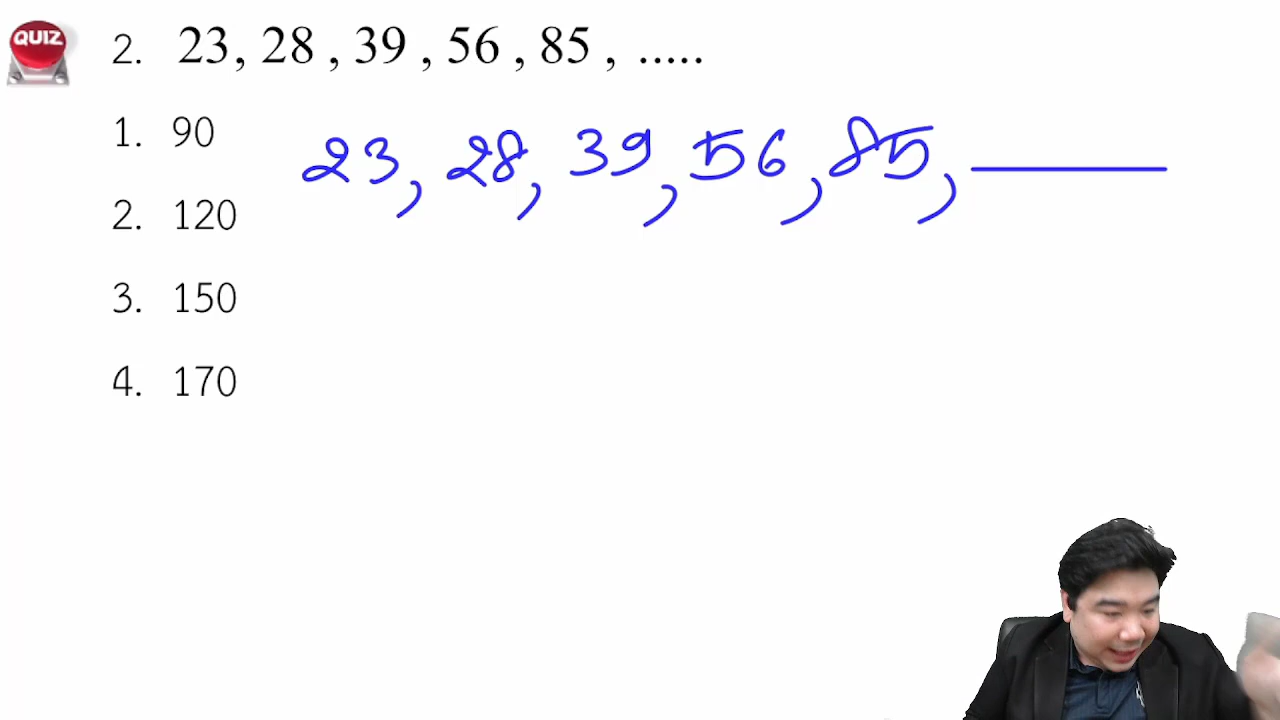 QUIZ
2. 23, 28 , 39 , 56 , 85 , .....
1. 90
23, 28, 39, 56, 85,
2. 120
3. 150
4. 170